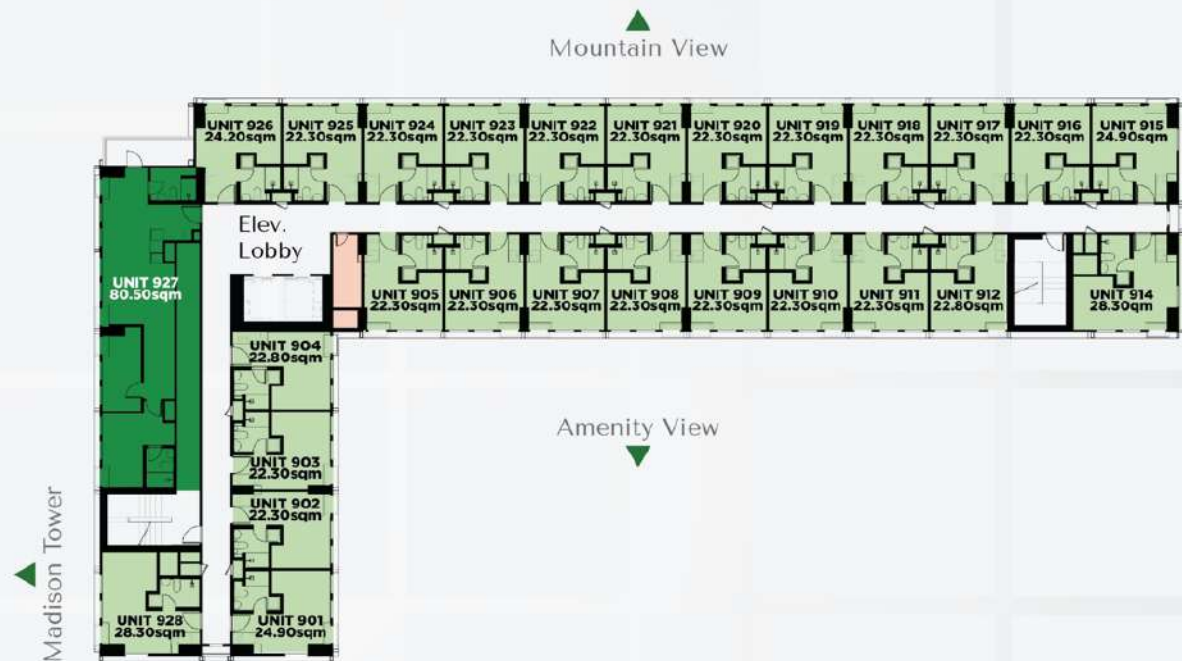 Mountain View
UNIT 926
24.20sqm
UNIT 925
22.30sqm
UNIT 924
22.30sqm
UNIT 923
22.30sqm
UNIT 922
22.30sqm
UNIT 921
22.30sqm
UNIT 920
22.30sqm
UNIT 919
22.30sqm
UNIT 918
22.30sqm
UNIT 917
22.30sqm
UNIT 916
22.30sqm
UNIT 915
24.90sqm
Elev.
Lobby
UNIT 927
80.50sqm
UNIT 905
22.30sqm
UNIT 906
22.30sqm
UNIT 907
22.30sqm
UNIT 908
22.30sqm
UNIT 909
22.30sqm
UNIT 910
22.30sqm
UNIT 911
22.30sqm
UNIT 912
22.80sqm
UNIT 914
28.30sqm
UNIT 904
22.80sqm
UNIT 903
22.30sqm
UNIT 902
22.30sqm
Amenity View
Madison Tower
UNIT 928
28.30sqm
UNIT 901
24.90sqm